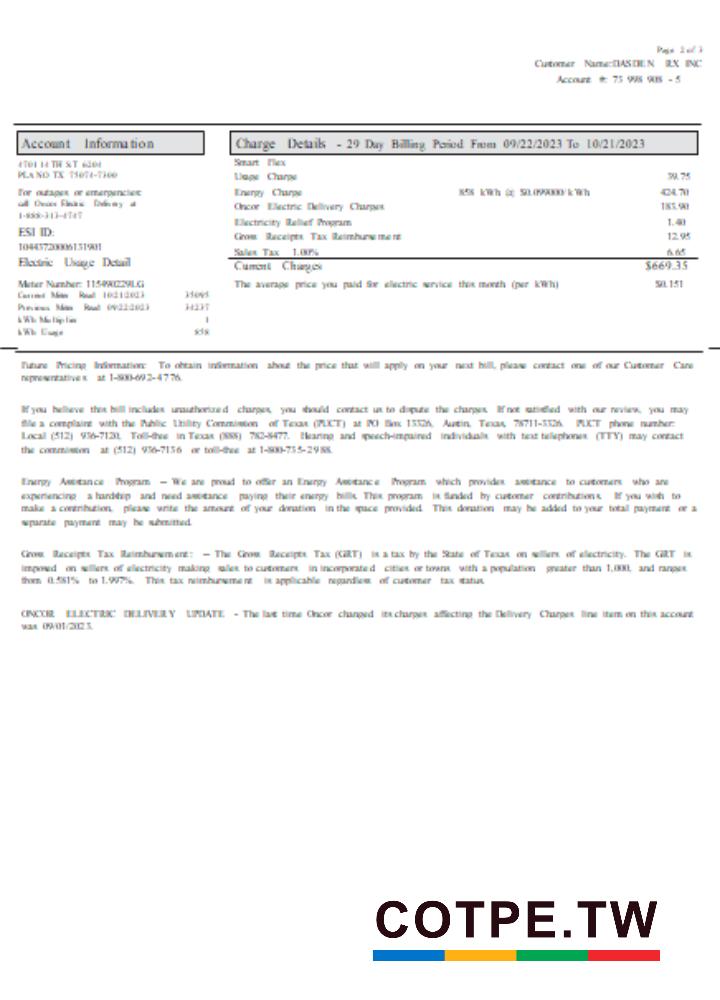 Page 2 of 3
Customer Name:DASDEN RX INC
Account #: 73 998 908 - 5
Account Information
4701 14TH ST 6204
PLANO TX 75074-7300
For outages or emergencies:
call Oncor Electric Delivery at
1-888-313-4747
ESI ID:
10443720006131901
Electric Usage Detail
Meter Number: 115490229LG
Current Meter Read 10/21/2023 35095
Previous Meter Read 09/22/2023 34237
kWh Multiplier 1
kWh Usage 858
Charge Details - 29 Day Billing Period From 09/22/2023 To 10/21/2023
Smart Flex
Usage Charge 39.75
Energy Charge 858 kWh @ $0.099000/kWh 424.70
Oncor Electric Delivery Charges 183.90
Electricity Relief Program 1.40
Gross Receipts Tax Reimbursement 12.95
Sales Tax 1.00% 6.65
Current Charges $669.35
The average price you paid for electric service this month (per kWh) $0.151
Future Pricing Information: To obtain information about the price that will apply on your next bill, please contact one of our Customer Care
representatives at 1-800-692-4776.
If you believe this bill includes unauthorized charges, you should contact us to dispute the charges. If not satisfied with our review, you may
file a complaint with the Public Utility Commission of Texas (PUCT) at PO Box 13326, Austin, Texas, 78711-3326. PUCT phone number:
Local (512) 936-7120, Toll-free in Texas (888) 782-8477. Hearing and speech-impaired individuals with text telephones (TTY) may contact
the commission at (512) 936-7136 or toll-free at 1-800-735-2988.
Energy Assistance Program – We are proud to offer an Energy Assistance Program which provides assistance to customers who are
experiencing a hardship and need assistance paying their energy bills. This program is funded by customer contributions. If you wish to
make a contribution, please write the amount of your donation in the space provided. This donation may be added to your total payment or a
separate payment may be submitted.
Gross Receipts Tax Reimbursement: – The Gross Receipts Tax (GRT) is a tax by the State of Texas on sellers of electricity. The GRT is
imposed on sellers of electricity making sales to customers in incorporated cities or towns with a population greater than 1,000, and ranges
from 0.581% to 1.997%. This tax reimbursement is applicable regardless of customer tax status.
ONCOR ELECTRIC DELIVERY UPDATE - The last time Oncor changed its charges affecting the Delivery Charges line item on this account
was 09/01/2023.
COTPE.TW